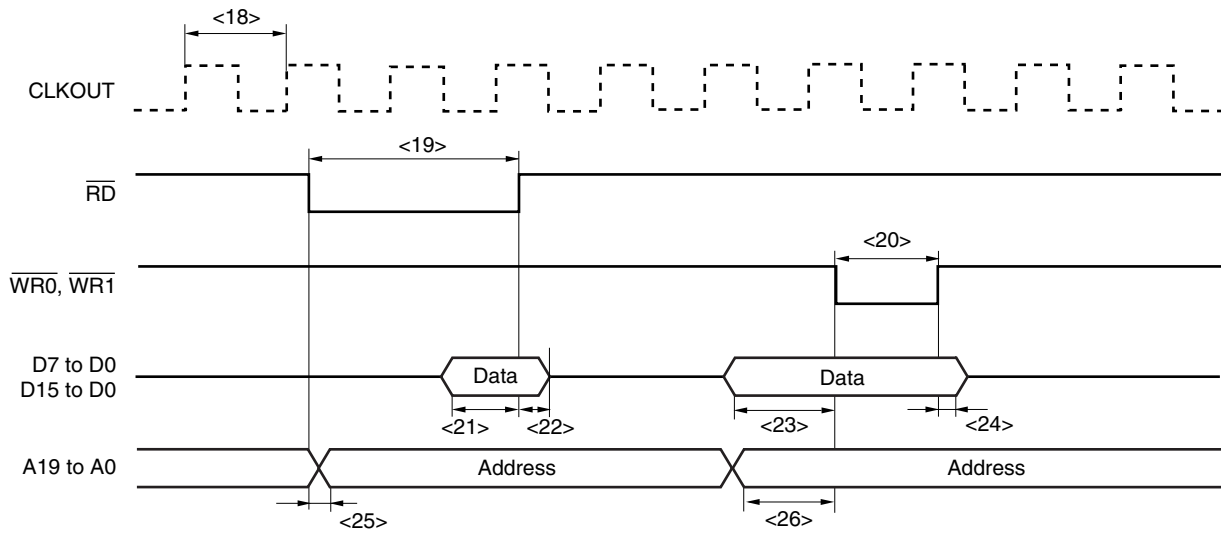 <18>
CLKOUT
<19>
RD
<20>
WR0, WR1
D7 to D0
D15 to D0
Data
Data
<21>
<22>
<23>
<24>
A19 to A0
Address
Address
<25>
<26>